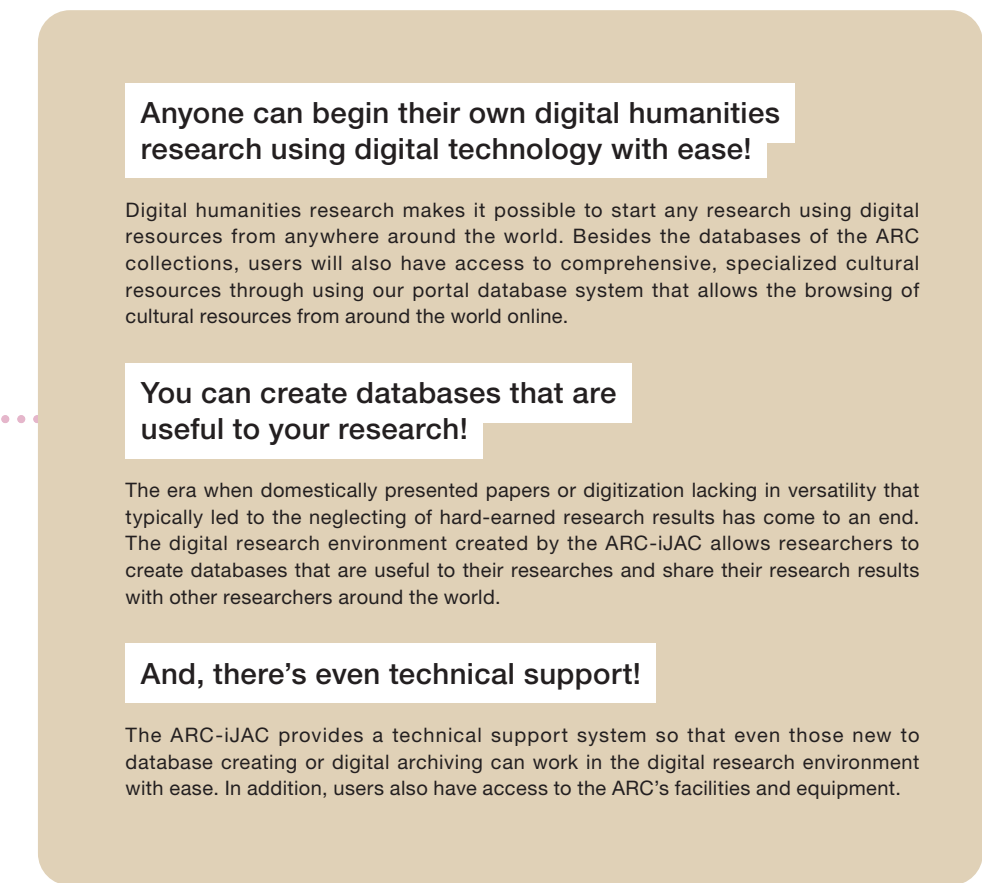 Anyone can begin their own digital humanities
research using digital technology with ease!
Digital humanities research makes it possible to start any research using digital
resources from anywhere around the world. Besides the databases of the ARC
collections, users will also have access to comprehensive, specialized cultural
resources through using our portal database system that allows the browsing of
cultural resources from around the world online.
You can create databases that are
useful to your research!
The era when domestically presented papers or digitization lacking in versatility that
typically led to the neglecting of hard-earned research results has come to an end.
The digital research environment created by the ARC-iJAC allows researchers to
create databases that are useful to their researches and share their research results
with other researchers around the world.
And, there’s even technical support!
The ARC-iJAC provides a technical support system so that even those new to
database creating or digital archiving can work in the digital research environment
with ease. In addition, users also have access to the ARC’s facilities and equipment.